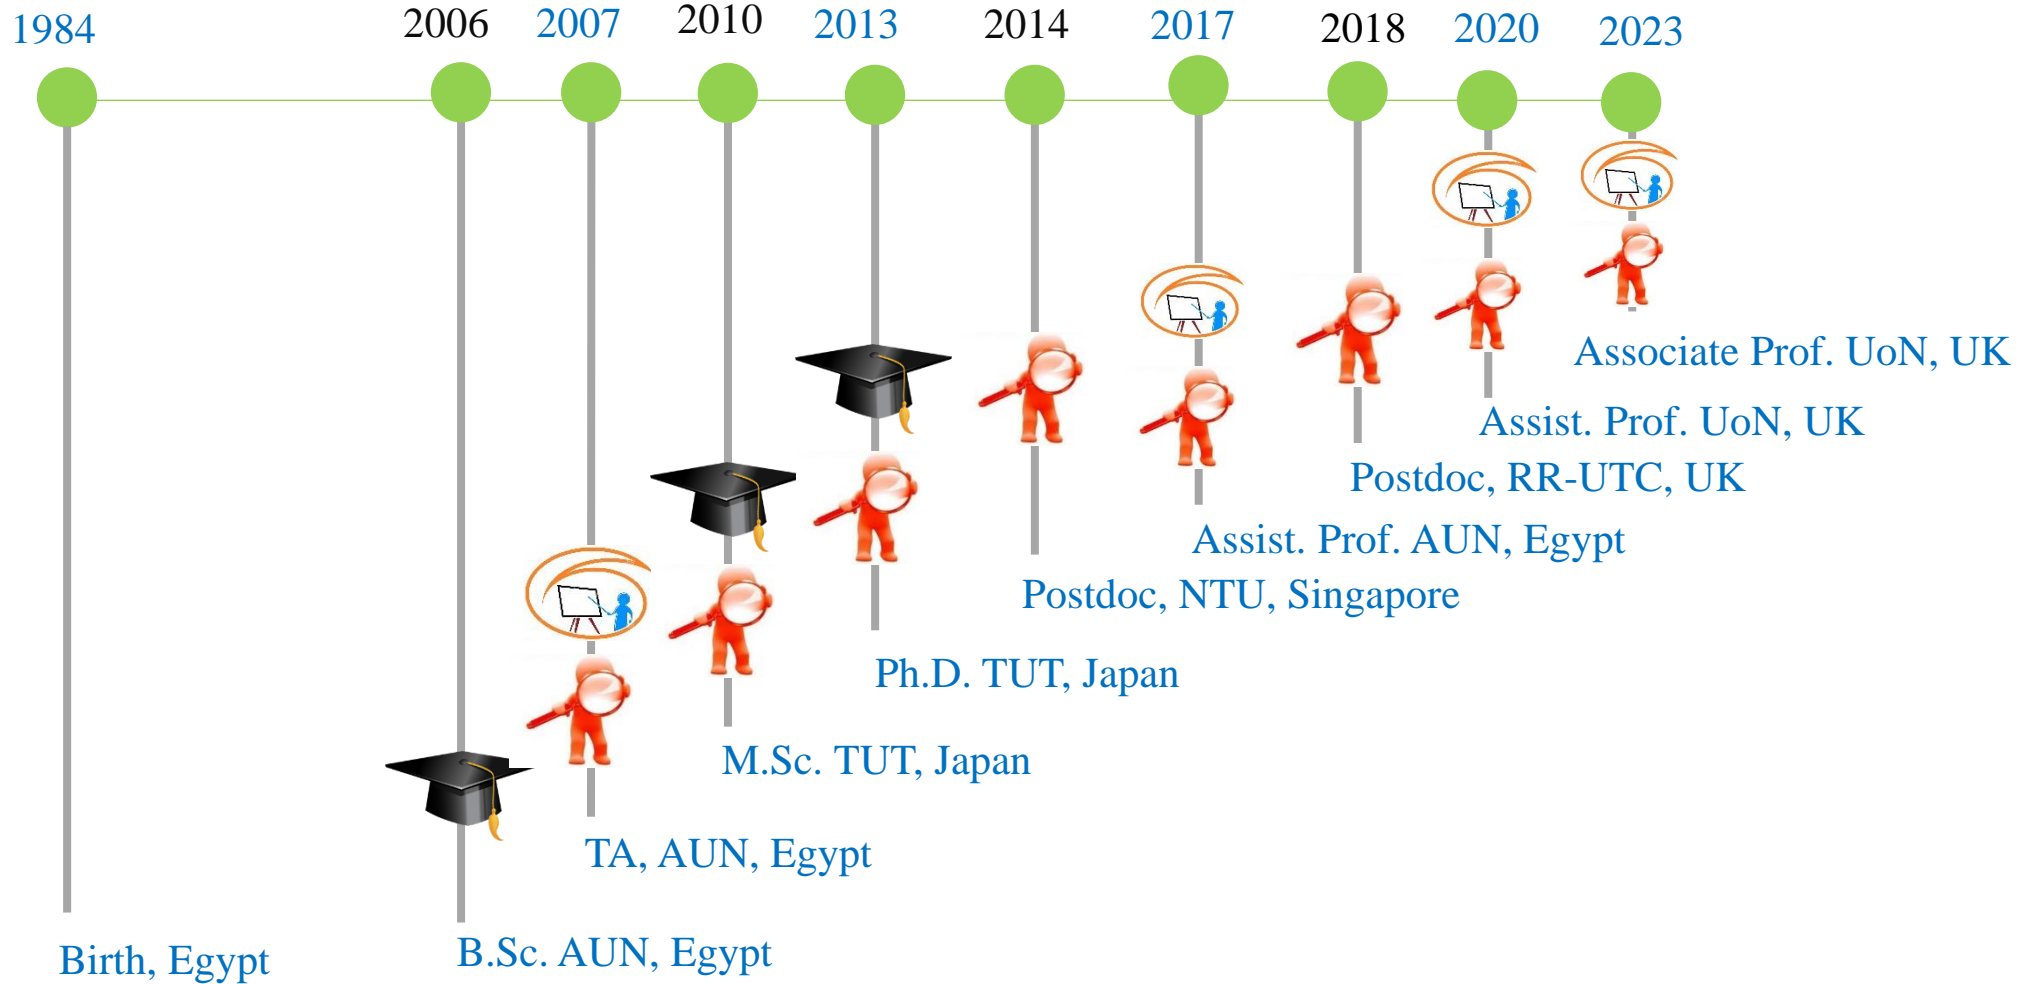 1984
2006
2007
2010
2013
2014
2017
2018
2020
2023
Associate Prof. UoN, UK
Assist. Prof. UoN, UK
Postdoc, RR-UTC, UK
Assist. Prof. AUN, Egypt
Postdoc, NTU, Singapore
Ph.D. TUT, Japan
M.Sc. TUT, Japan
TA, AUN, Egypt
B.Sc. AUN, Egypt
Birth, Egypt